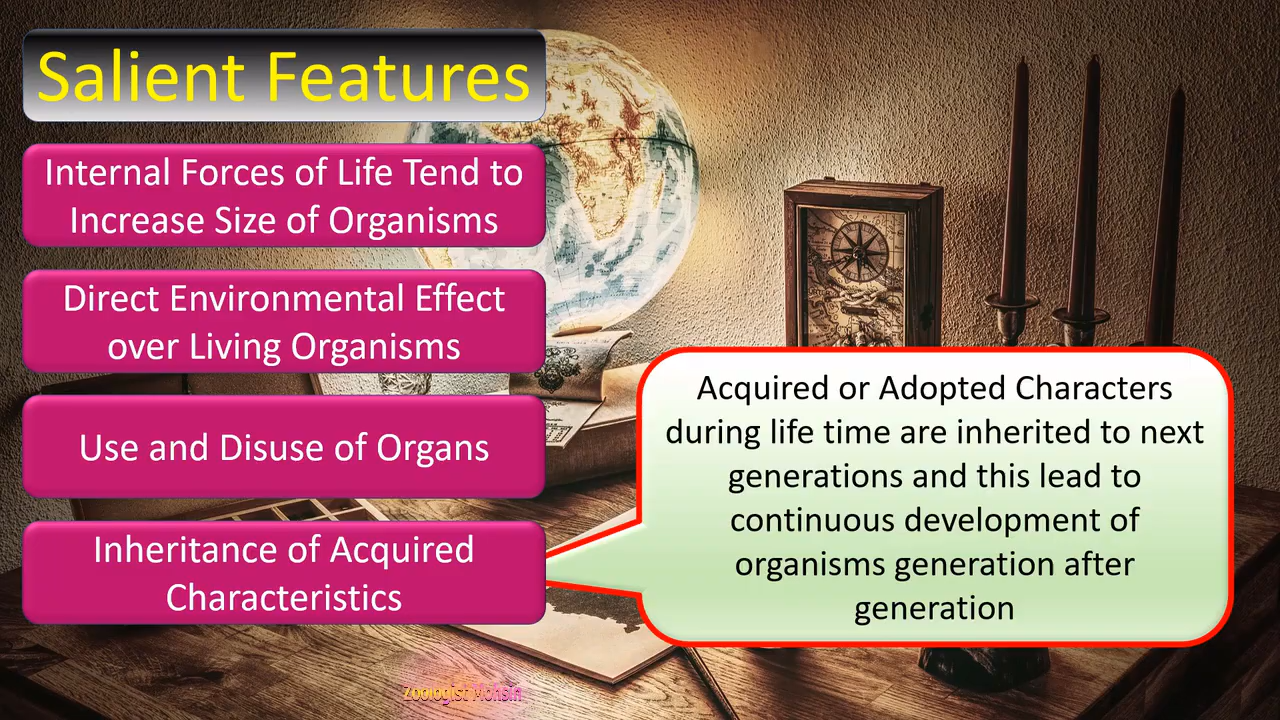 Salient Features
Internal Forces of Life Tend to
Increase Size of Organisms
Direct Environmental Effect
over Living Organisms
Use and Disuse of Organs
Inheritance of Acquired
Characteristics
Acquired or Adopted Characters
during life time are inherited to next
generations and this lead to
continuous development of
organisms generation after
generation
Zoologist Mohsin